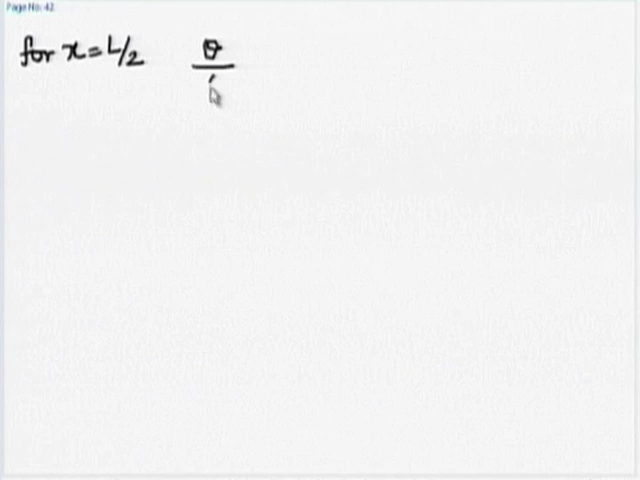 Page No: 42
for x = L/2 θ